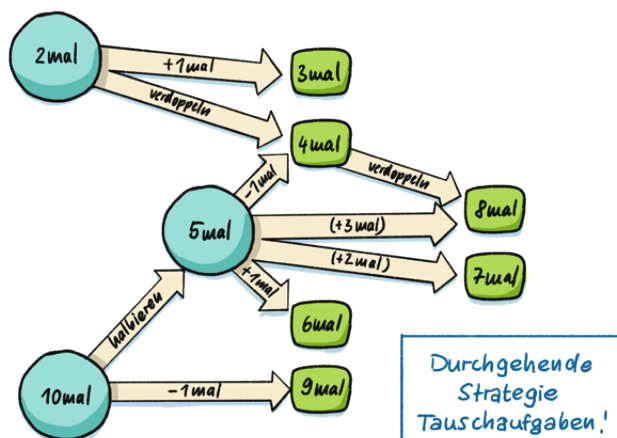 2mal
+1mal
3mal
verdoppeln
4mal
verdoppeln
-1mal
8mal
5mal
(+3mal)
(+2mal)
7mal
+1mal
halbieren
6mal
10mal
-1mal
9mal
Durchgehende
Strategie
Tauschaufgaben!